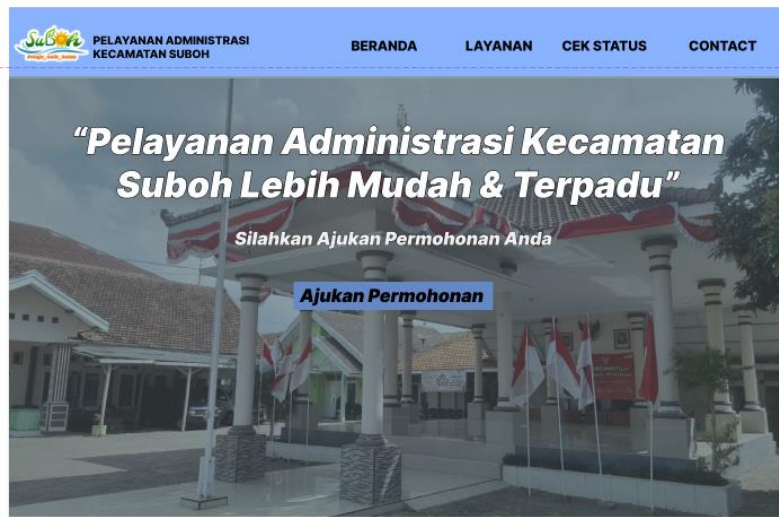 Suboh
PELAYANAN ADMINISTRASI
KECAMATAN SUBOH
BERANDA
LAYANAN
CEK STATUS
CONTACT
“Pelayanan Administrasi Kecamatan
Suboh Lebih Mudah & Terpadu”
Silahkan Ajukan Permohonan Anda
Ajukan Permohonan